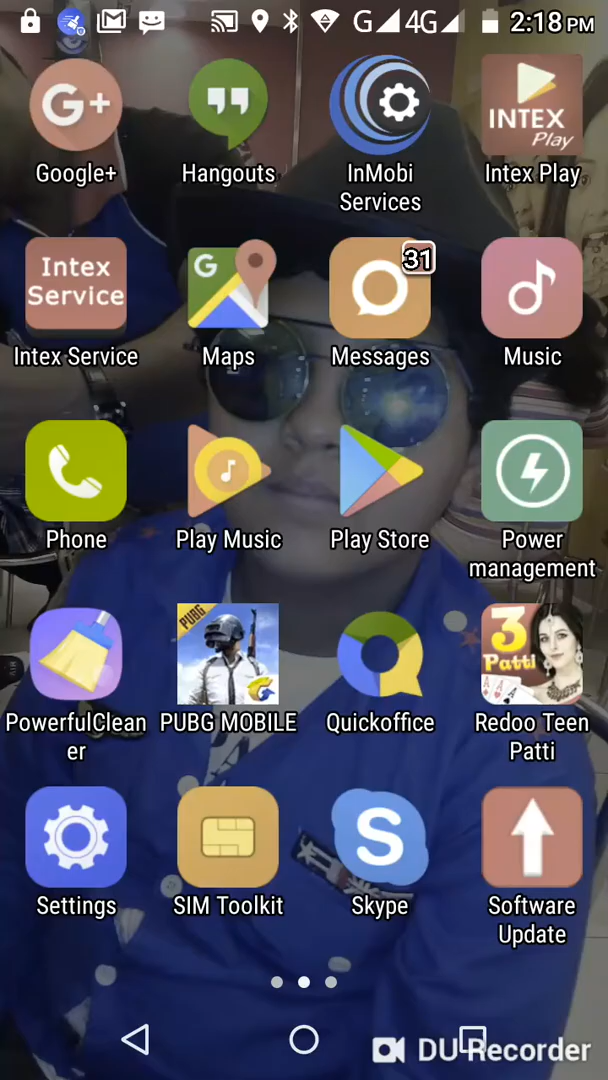 G 4G 2:18 PM
G+
INTEX
Play
Google+ Hangouts InMobi Services Intex Play
Intex
Service
G
31
Intex Service Maps Messages Music
Phone Play Music Play Store Power management
PUBG
3
Patti
A A A
PowerfulCleaner PUBG MOBILE Quickoffice Redoo Teen Patti
S
Settings SIM Toolkit Skype Software Update
DU Recorder